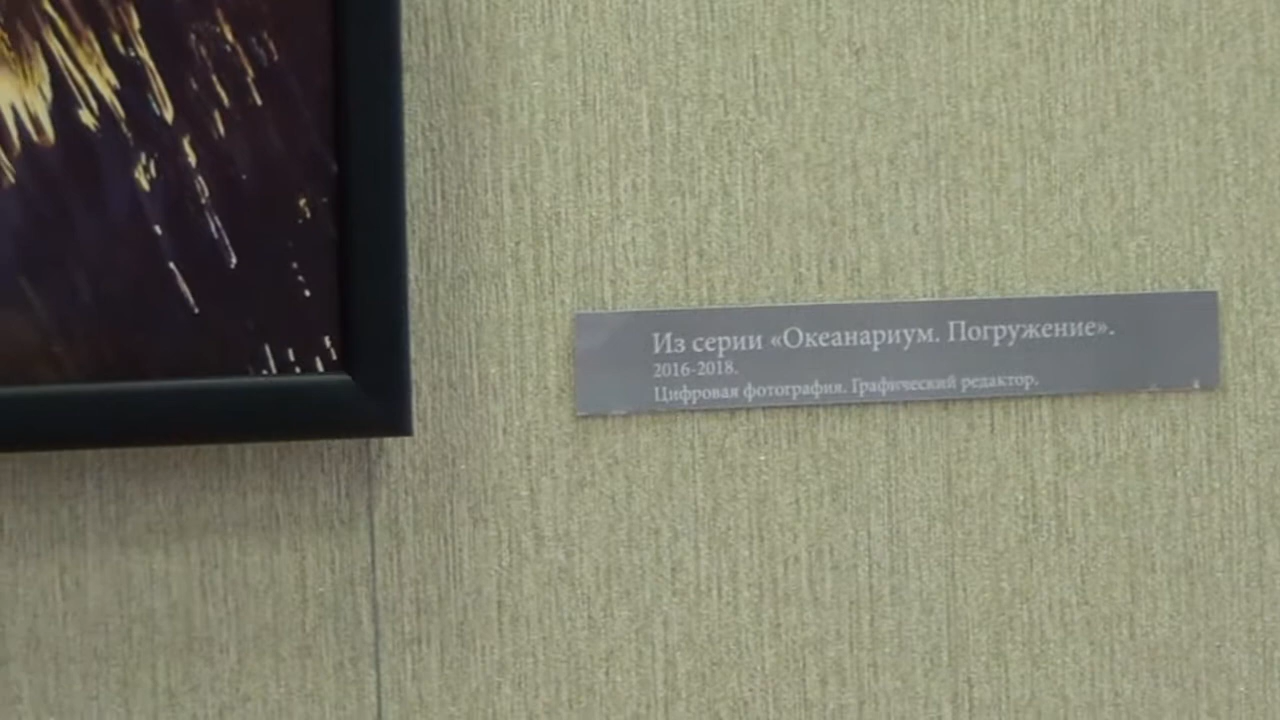 Из серии «Океанариум. Погружение».
2016-2018.
Цифровая фотография. Графический редактор.